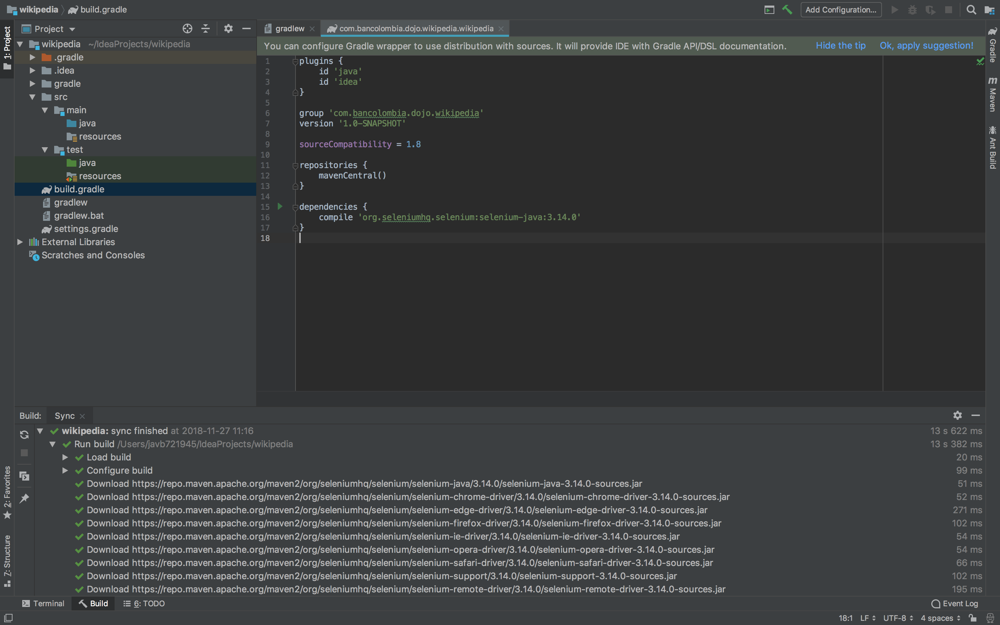 wikipedia build.gradle Add Configuration...
1: Project
Project
wikipedia ~/IdeaProjects/wikipedia
.gradle
.idea
gradle
src
main
java
resources
test
java
resources
build.gradle
gradlew
gradlew.bat
settings.gradle
External Libraries
Scratches and Consoles
gradlew com.bancolombia.dojo.wikipedia.wikipedia
You can configure Gradle wrapper to use distribution with sources. It will provide IDE with Gradle API/DSL documentation. Hide the tip Ok, apply suggestion!
1 plugins {
2 id 'java'
3 id 'idea'
4 }
5
6 group 'com.bancolombia.dojo.wikipedia'
7 version '1.0-SNAPSHOT'
8
9 sourceCompatibility = 1.8
10
11 repositories {
12 mavenCentral()
13 }
14
15 dependencies {
16 compile 'org.seleniumhq.selenium:selenium-java:3.14.0'
17 }
18
Gradle
m Maven
Ant Build
Build: Sync
wikipedia: sync finished at 2018-11-27 11:16 13 s 622 ms
Run build /Users/javb721945/IdeaProjects/wikipedia 13 s 382 ms
Load build 20 ms
Configure build 99 ms
Download https://repo.maven.apache.org/maven2/org/seleniumhq/selenium/selenium-java/3.14.0/selenium-java-3.14.0-sources.jar 51 ms
Download https://repo.maven.apache.org/maven2/org/seleniumhq/selenium/selenium-chrome-driver/3.14.0/selenium-chrome-driver-3.14.0-sources.jar 52 ms
Download https://repo.maven.apache.org/maven2/org/seleniumhq/selenium/selenium-edge-driver/3.14.0/selenium-edge-driver-3.14.0-sources.jar 271 ms
Download https://repo.maven.apache.org/maven2/org/seleniumhq/selenium/selenium-firefox-driver/3.14.0/selenium-firefox-driver-3.14.0-sources.jar 102 ms
Download https://repo.maven.apache.org/maven2/org/seleniumhq/selenium/selenium-ie-driver/3.14.0/selenium-ie-driver-3.14.0-sources.jar 54 ms
Download https://repo.maven.apache.org/maven2/org/seleniumhq/selenium/selenium-opera-driver/3.14.0/selenium-opera-driver-3.14.0-sources.jar 54 ms
Download https://repo.maven.apache.org/maven2/org/seleniumhq/selenium/selenium-safari-driver/3.14.0/selenium-safari-driver-3.14.0-sources.jar 66 ms
Download https://repo.maven.apache.org/maven2/org/seleniumhq/selenium/selenium-support/3.14.0/selenium-support-3.14.0-sources.jar 102 ms
Download https://repo.maven.apache.org/maven2/org/seleniumhq/selenium/selenium-remote-driver/3.14.0/selenium-remote-driver-3.14.0-sources.jar 195 ms
2: Favorites
Z: Structure
Terminal Build 6: TODO Event Log
18:1 LF UTF-8 4 spaces